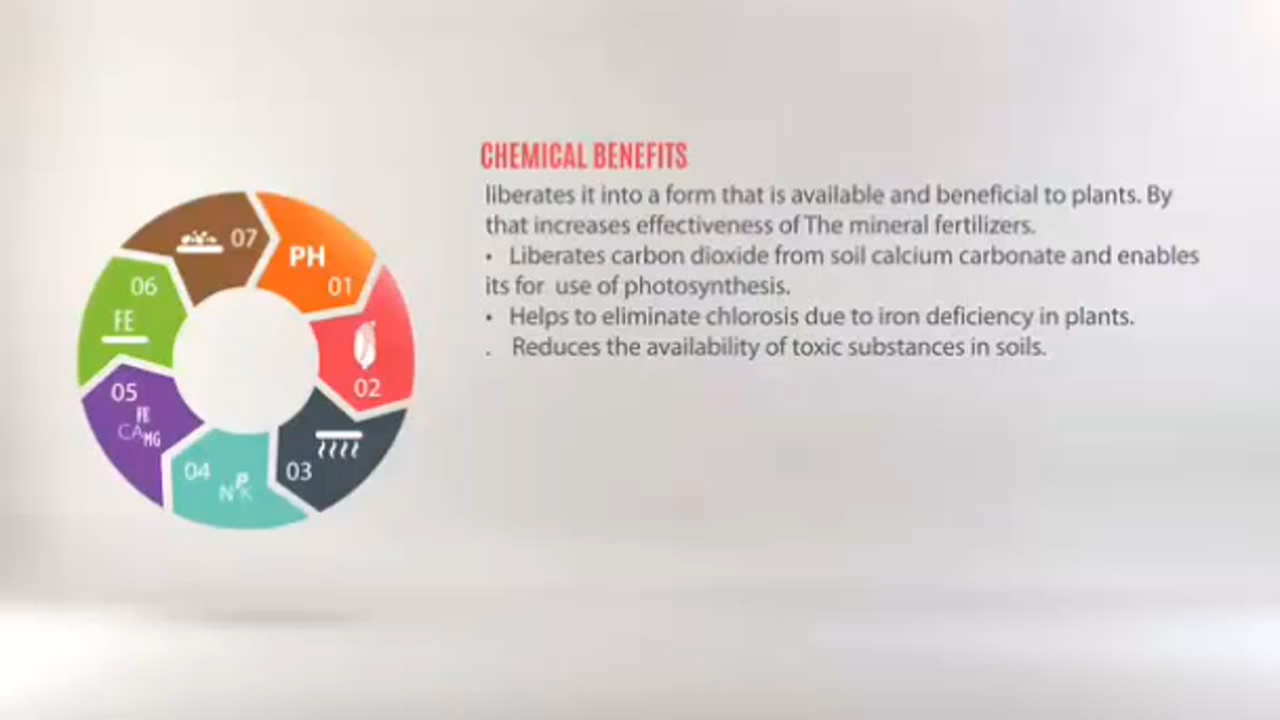 CHEMICAL BENEFITS
liberates it into a form that is available and beneficial to plants. By
that increases effectiveness of The mineral fertilizers.
• Liberates carbon dioxide from soil calcium carbonate and enables
its for use of photosynthesis.
• Helps to eliminate chlorosis due to iron deficiency in plants.
. Reduces the availability of toxic substances in soils.
07
PH
01
06
FE
02
05
FE
CA MG
04
N P K
03